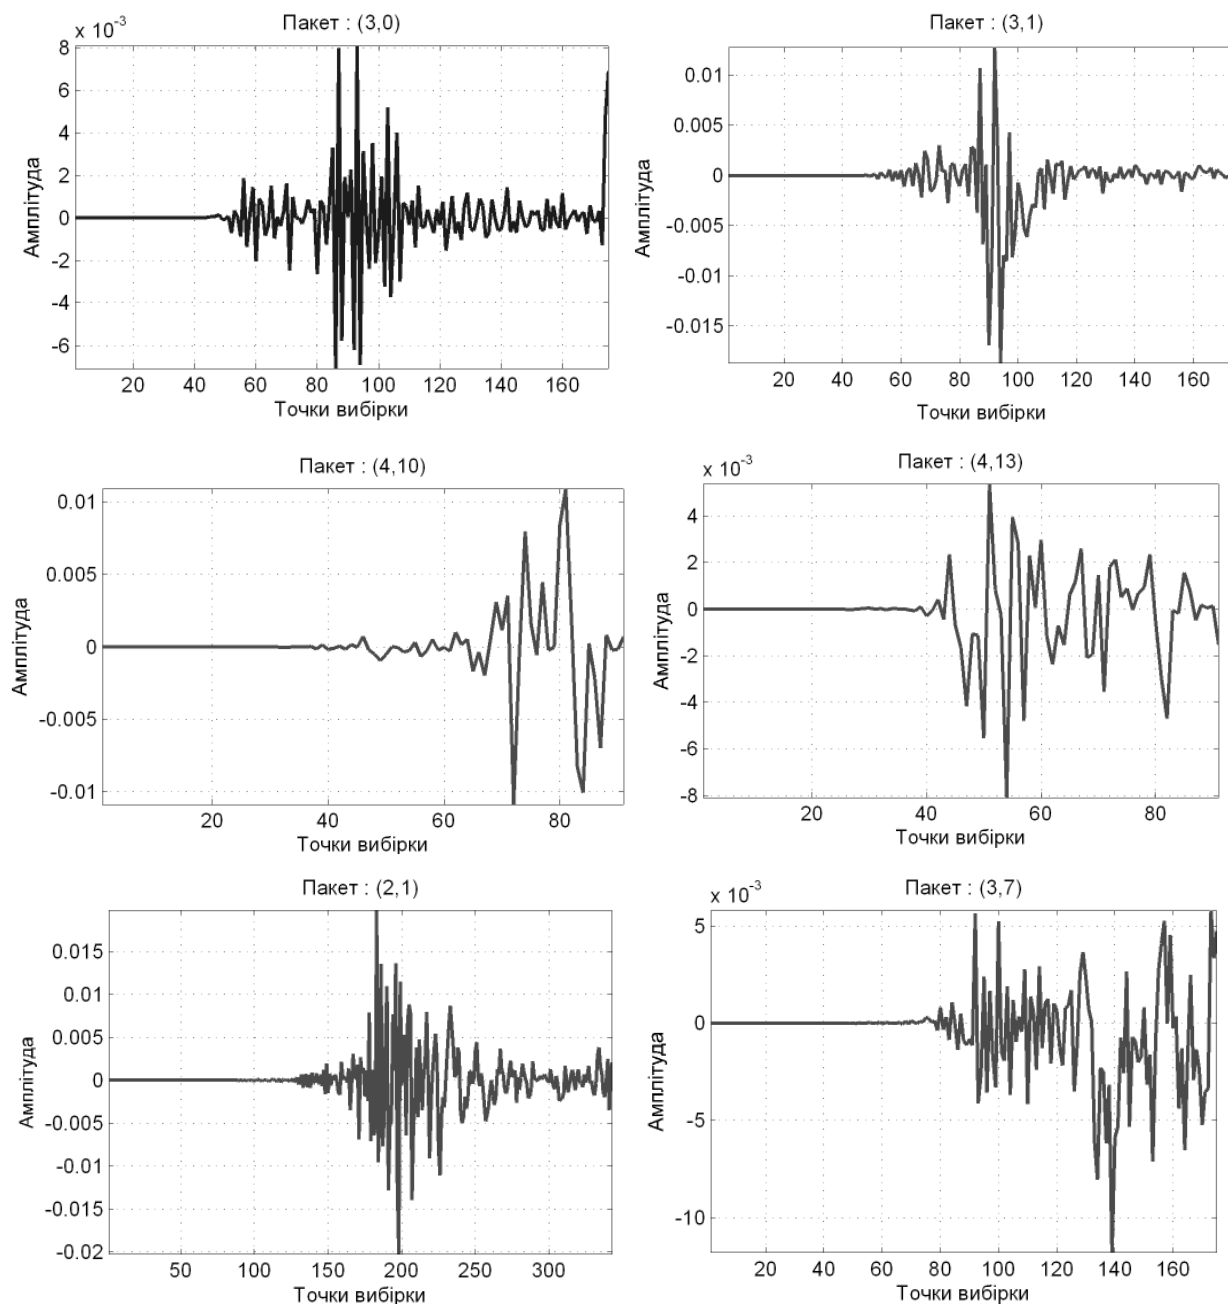 Пакет : (3,0)
x 10-3
8
6
4
2
0
-2
-4
-6
Амплітуда
20 40 60 80 100 120 140 160
Точки вибірки
Пакет : (3,1)
0.01
0.005
0
-0.005
-0.01
-0.015
Амплітуда
20 40 60 80 100 120 140 160
Точки вибірки
Пакет : (4,10)
0.01
0.005
0
-0.005
-0.01
Амплітуда
20 40 60 80
Точки вибірки
Пакет : (4,13)
x 10-3
4
2
0
-2
-4
-6
-8
Амплітуда
20 40 60 80
Точки вибірки
Пакет : (2,1)
0.015
0.01
0.005
0
-0.005
-0.01
-0.015
-0.02
Амплітуда
50 100 150 200 250 300
Точки вибірки
Пакет : (3,7)
x 10-3
5
0
-5
-10
Амплітуда
20 40 60 80 100 120 140 160
Точки вибірки